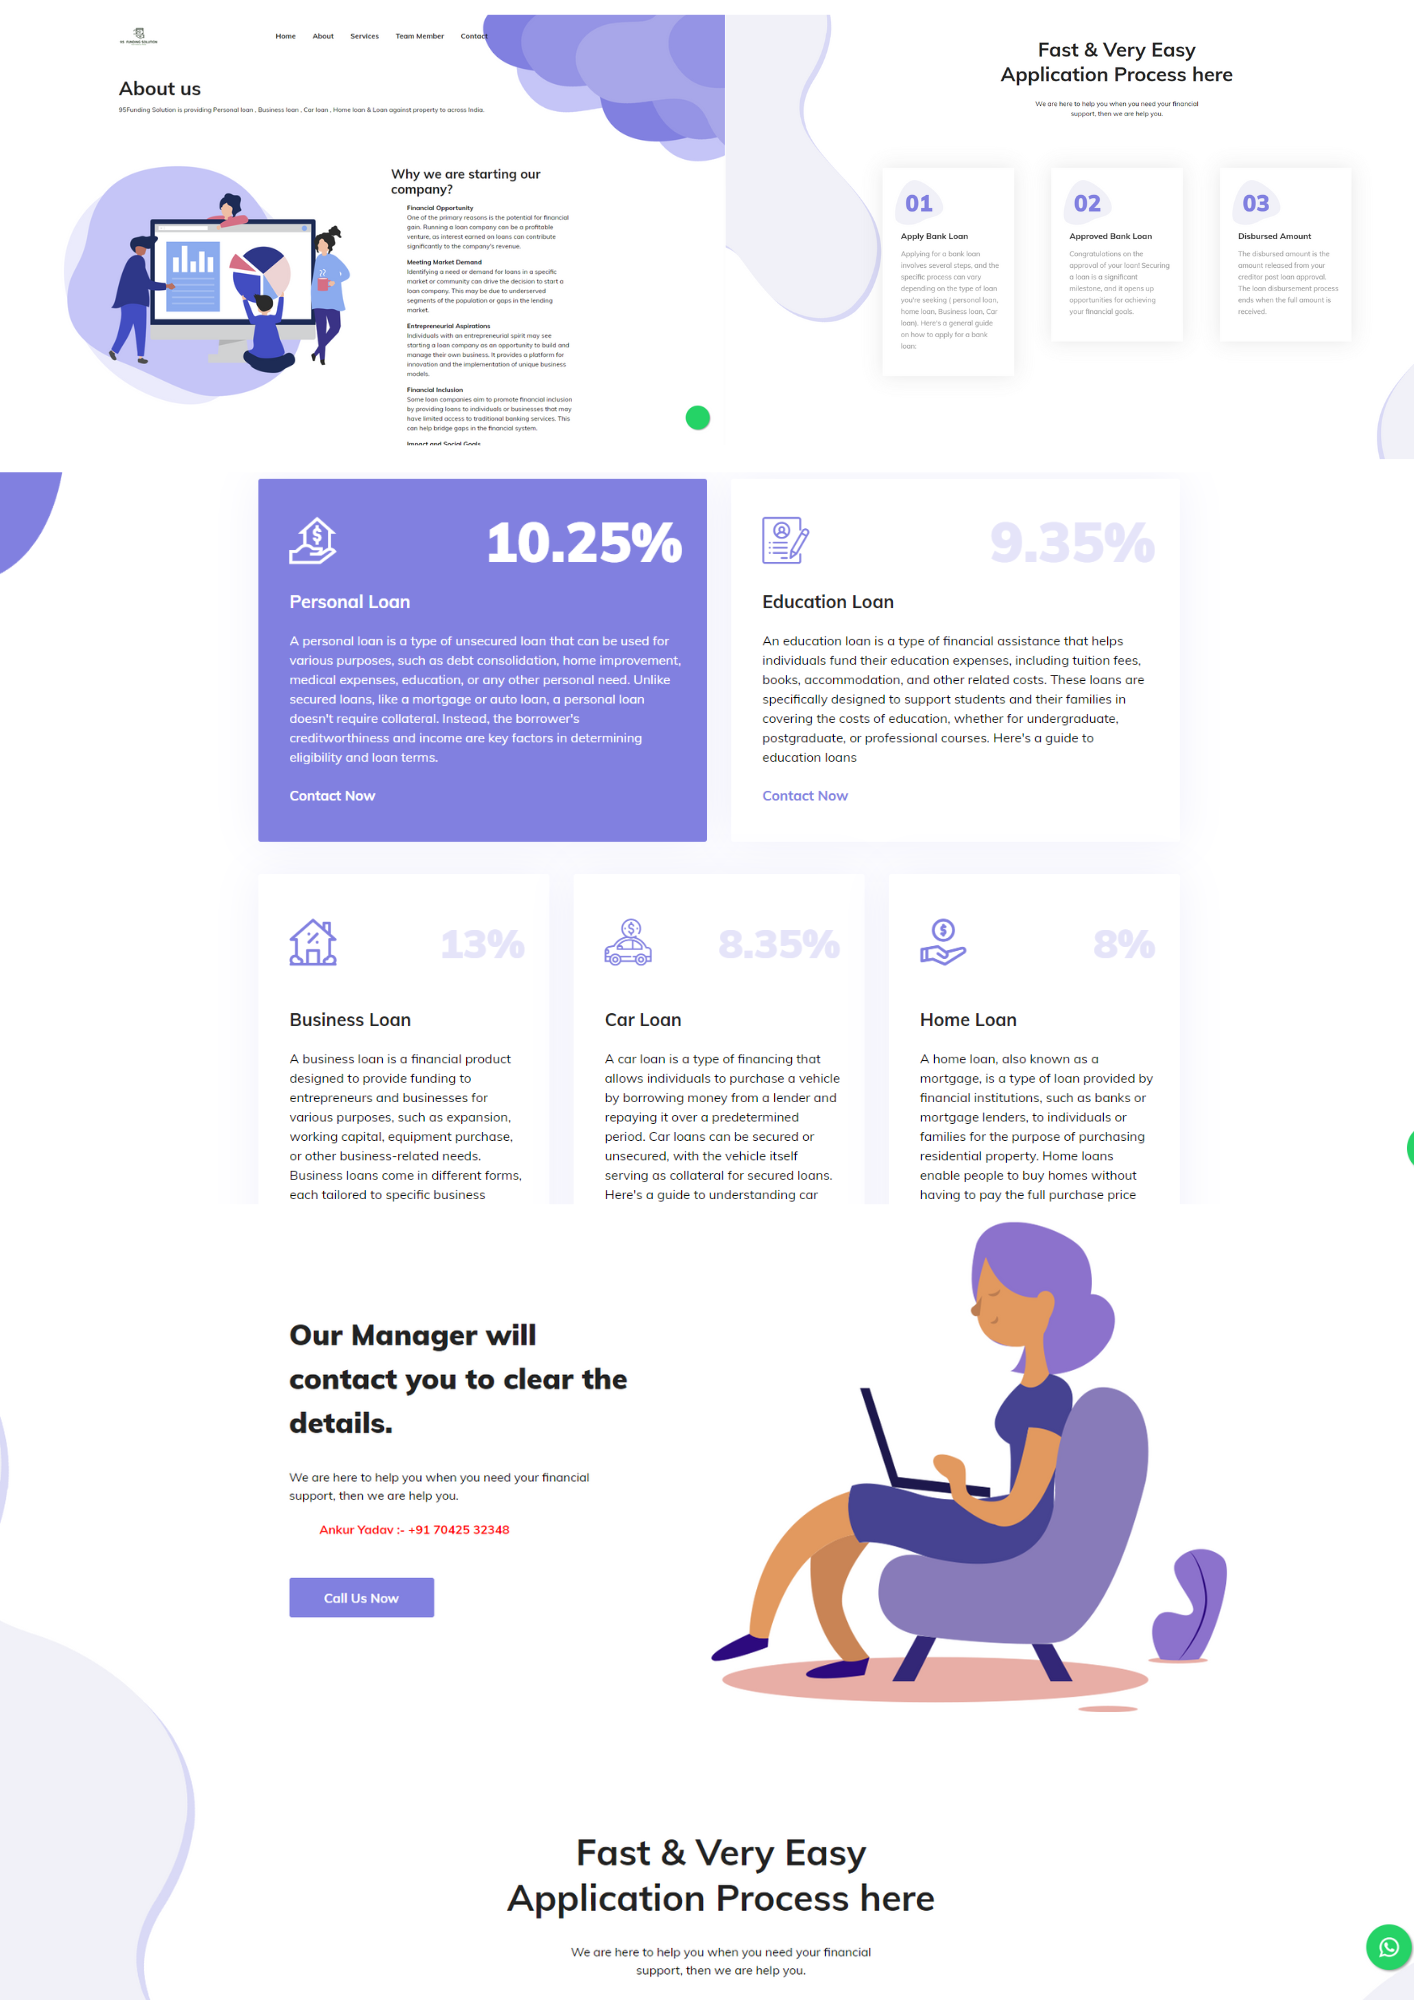 95 FUNDING SOLUTION
Home About Services Team Member Contact
About us
95Funding Solution is providing Personal loan , Business loan , Car loan , Home loan & Loan against property to across India.
Why we are starting our
company?
Financial Opportunity
One of the primary reasons is the potential for financial
gain. Running a loan company can be a profitable
venture, as interest earned on loans can contribute
significantly to the company's revenue.
Meeting Market Demand
Identifying a need or demand for loans in a specific
market or community can drive the decision to start a
loan company. This may be due to underserved
segments of the population or gaps in the lending
market.
Entrepreneurial Aspirations
Individuals with an entrepreneurial spirit may see
starting a loan company as an opportunity to build and
manage their own business. It provides a platform for
innovation and the implementation of unique business
models.
Financial Inclusion
Some loan companies aim to promote financial inclusion
by providing loans to individuals or businesses that may
have limited access to traditional banking services. This
can help bridge gaps in the financial system.
Impact and Social Goals
Fast & Very Easy
Application Process here
We are here to help you when you need your financial
support, then we are help you.
01
Apply Bank Loan
Applying for a bank loan
involves several steps, and the
specific process can vary
depending on the type of loan
you're seeking ( personal loan,
home loan, Business loan, Car
loan). Here's a general guide
on how to apply for a bank
loan:
02
Approved Bank Loan
Congratulations on the
approval of your loan! Securing
a loan is a significant
milestone, and it opens up
opportunities for achieving
your financial goals.
03
Disbursed Amount
The disbursed amount is the
amount released from your
creditor post loan approval.
The loan disbursement process
ends when the full amount is
received.
10.25%
Personal Loan
A personal loan is a type of unsecured loan that can be used for
various purposes, such as debt consolidation, home improvement,
medical expenses, education, or any other personal need. Unlike
secured loans, like a mortgage or auto loan, a personal loan
doesn't require collateral. Instead, the borrower's
creditworthiness and income are key factors in determining
eligibility and loan terms.
Contact Now
9.35%
Education Loan
An education loan is a type of financial assistance that helps
individuals fund their education expenses, including tuition fees,
books, accommodation, and other related costs. These loans are
specifically designed to support students and their families in
covering the costs of education, whether for undergraduate,
postgraduate, or professional courses. Here's a guide to
education loans
Contact Now
13%
Business Loan
A business loan is a financial product
designed to provide funding to
entrepreneurs and businesses for
various purposes, such as expansion,
working capital, equipment purchase,
or other business-related needs.
Business loans come in different forms,
each tailored to specific business
8.35%
Car Loan
A car loan is a type of financing that
allows individuals to purchase a vehicle
by borrowing money from a lender and
repaying it over a predetermined
period. Car loans can be secured or
unsecured, with the vehicle itself
serving as collateral for secured loans.
Here's a guide to understanding car
8%
Home Loan
A home loan, also known as a
mortgage, is a type of loan provided by
financial institutions, such as banks or
mortgage lenders, to individuals or
families for the purpose of purchasing
residential property. Home loans
enable people to buy homes without
having to pay the full purchase price
Our Manager will
contact you to clear the
details.
We are here to help you when you need your financial
support, then we are help you.
Ankur Yadav :- +91 70425 32348
Call Us Now
Fast & Very Easy
Application Process here
We are here to help you when you need your financial
support, then we are help you.